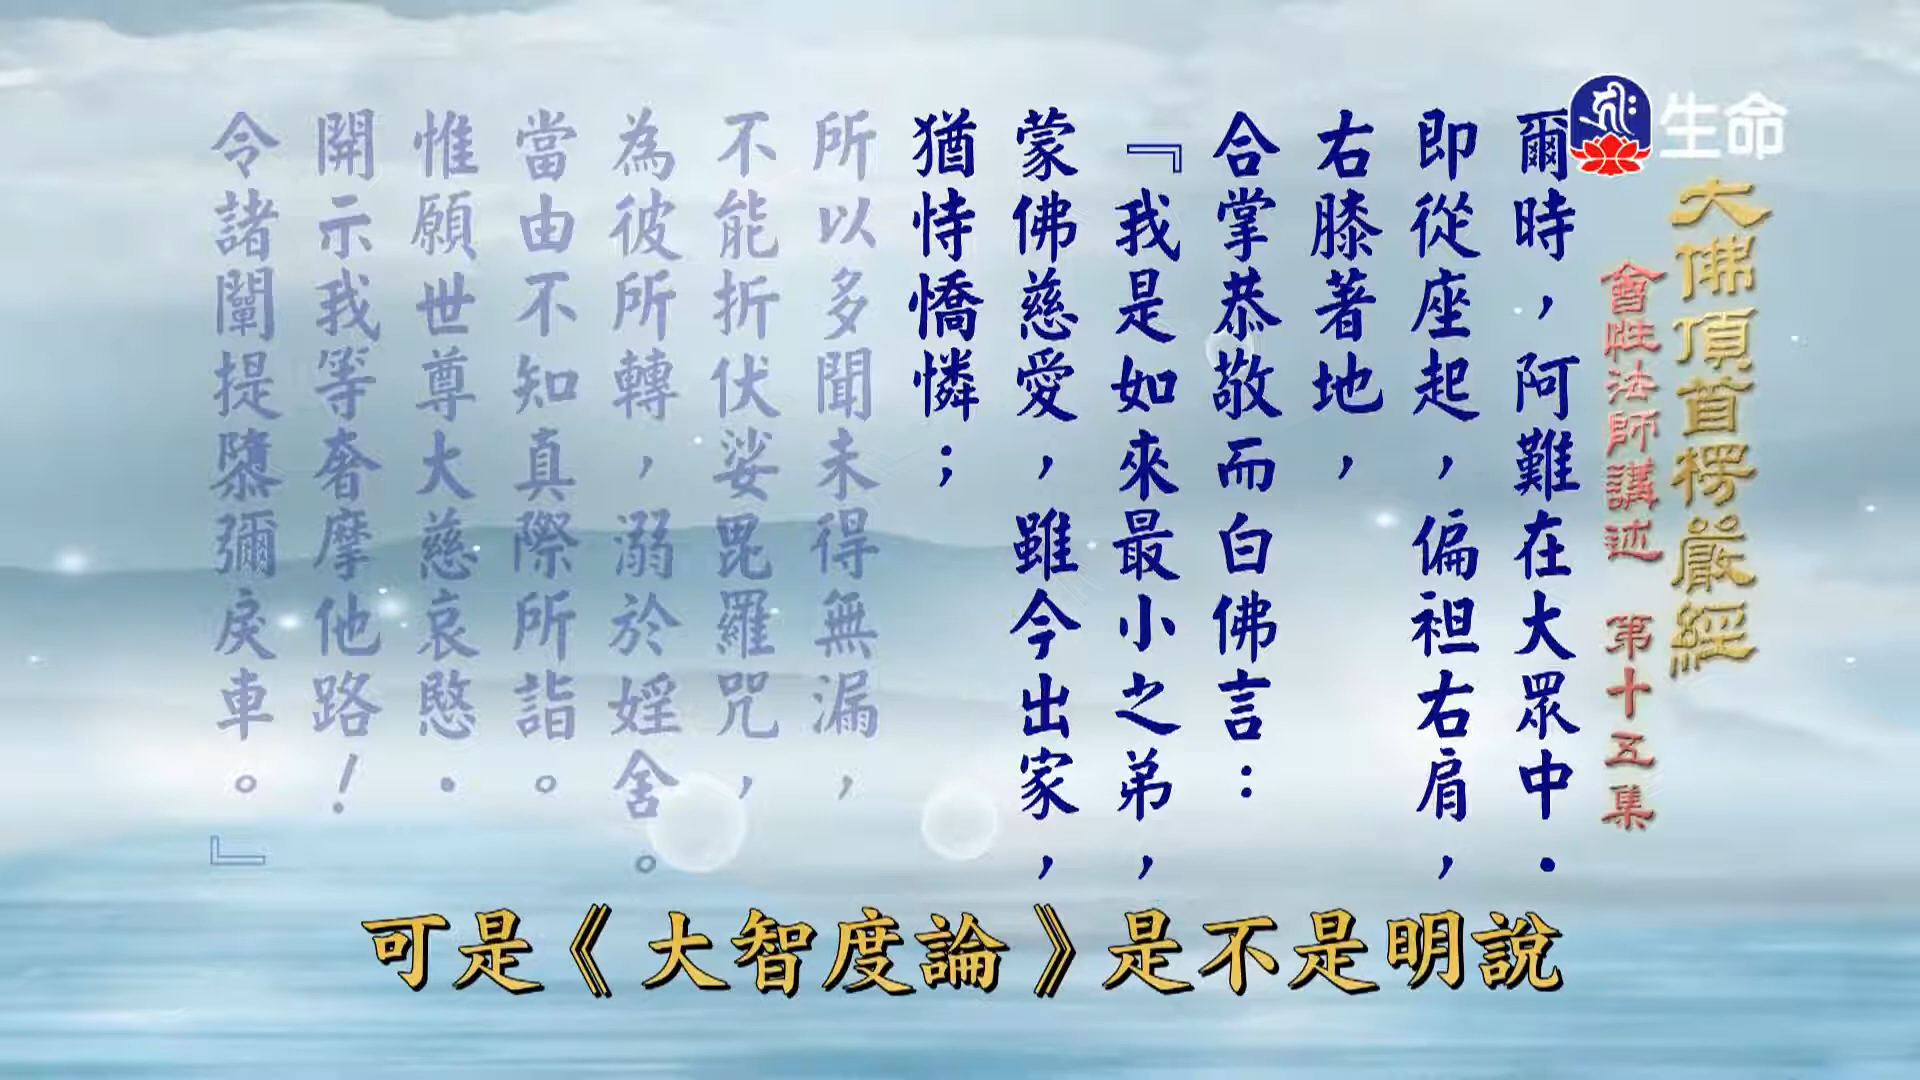 生命
大佛頂首楞嚴經
會性法師講述 第十五集
爾時，阿難在大眾中．
即從座起，偏袒右肩，
右膝著地，
合掌恭敬而白佛言：
『我是如來最小之弟，
蒙佛慈愛，雖今出家，
猶恃憍憐；
所以多聞未得無漏，
不能折伏娑毘羅咒，
為彼所轉，溺於婬舍。
當由不知真際所詣。
惟願世尊大慈哀愍．
開示我等奢摩他路！
令諸闡提隳彌戾車。』
可是《大智度論》是不是明說